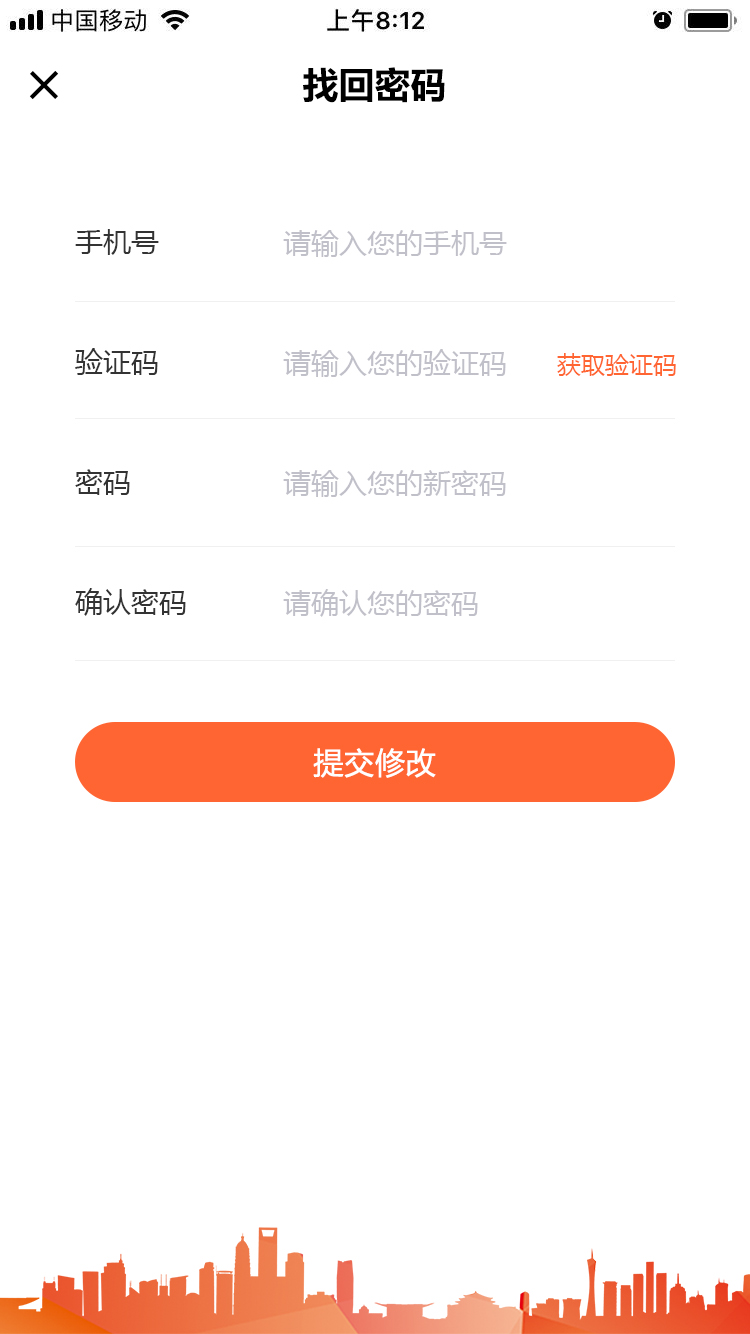 中国移动
上午8:12
找回密码
手机号
请输入您的手机号
验证码
请输入您的验证码
获取验证码
密码
请输入您的新密码
确认密码
请确认您的密码
提交修改